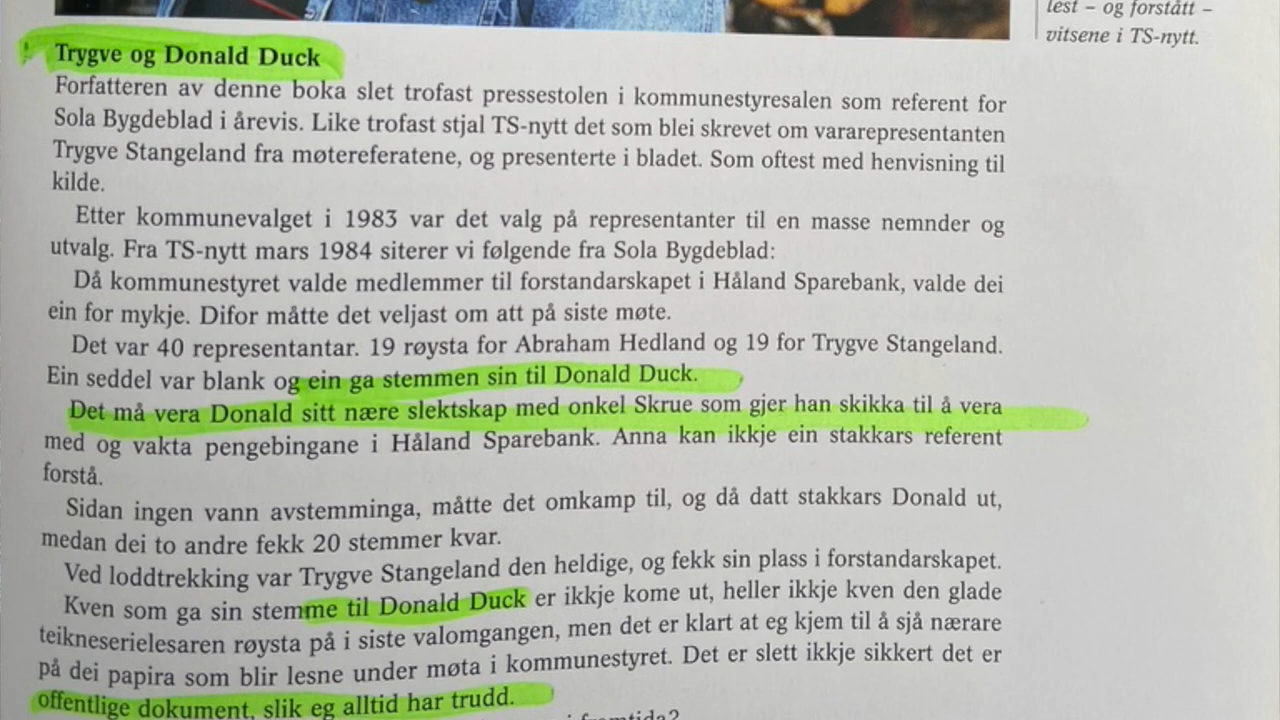 lest – og forstått –
vitsene i TS-nytt.
Trygve og Donald Duck
Forfatteren av denne boka slet trofast pressestolen i kommunestyresalen som referent for
Sola Bygdeblad i årevis. Like trofast stjal TS-nytt det som blei skrevet om vararepresentanten
Trygve Stangeland fra møtereferatene, og presenterte i bladet. Som oftest med henvisning til
kilde.
Etter kommunevalget i 1983 var det valg på representanter til en masse nemnder og
utvalg. Fra TS-nytt mars 1984 siterer vi følgende fra Sola Bygdeblad:
Då kommunestyret valde medlemmer til forstandarskapet i Håland Sparebank, valde dei
ein for mykje. Difor måtte det veljast om att på siste møte.
Det var 40 representantar. 19 røysta for Abraham Hedland og 19 for Trygve Stangeland.
Ein seddel var blank og ein ga stemmen sin til Donald Duck.
Det må vera Donald sitt nære slektskap med onkel Skrue som gjer han skikka til å vera
med og vakta pengebingane i Håland Sparebank. Anna kan ikkje ein stakkars referent
forstå.
Sidan ingen vann avstemminga, måtte det omkamp til, og då datt stakkars Donald ut,
medan dei to andre fekk 20 stemmer kvar.
Ved loddtrekking var Trygve Stangeland den heldige, og fekk sin plass i forstandarskapet.
Kven som ga sin stemme til Donald Duck er ikkje kome ut, heller ikkje kven den glade
teikneserielesaren røysta på i siste valomgangen, men det er klart at eg kjem til å sjå nærare
på dei papira som blir lesne under møta i kommunestyret. Det er slett ikkje sikkert det er
offentlige dokument, slik eg alltid har trudd.